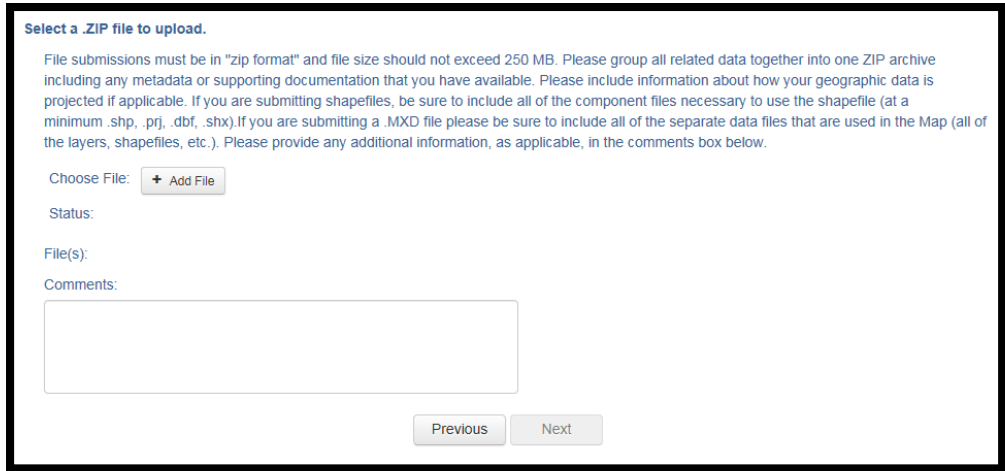 Select a .ZIP file to upload.
File submissions must be in "zip format" and file size should not exceed 250 MB. Please group all related data together into one ZIP archive
including any metadata or supporting documentation that you have available. Please include information about how your geographic data is
projected if applicable. If you are submitting shapefiles, be sure to include all of the component files necessary to use the shapefile (at a
minimum .shp, .prj, .dbf, .shx).If you are submitting a .MXD file please be sure to include all of the separate data files that are used in the Map (all of
the layers, shapefiles, etc.). Please provide any additional information, as applicable, in the comments box below.
Choose File: + Add File
Status:
File(s):
Comments:
Previous Next